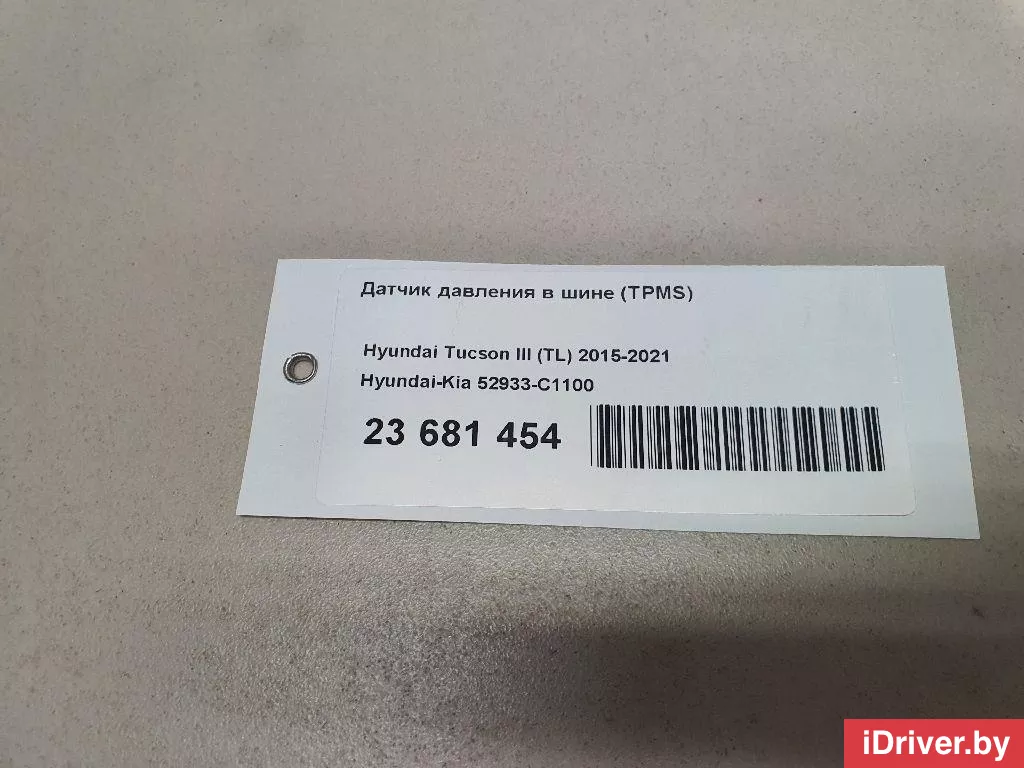 Датчик давления в шине (TPMS)
Hyundai Tucson III (TL) 2015-2021
Hyundai-Kia 52933-C1100
23 681 454
iDriver.by